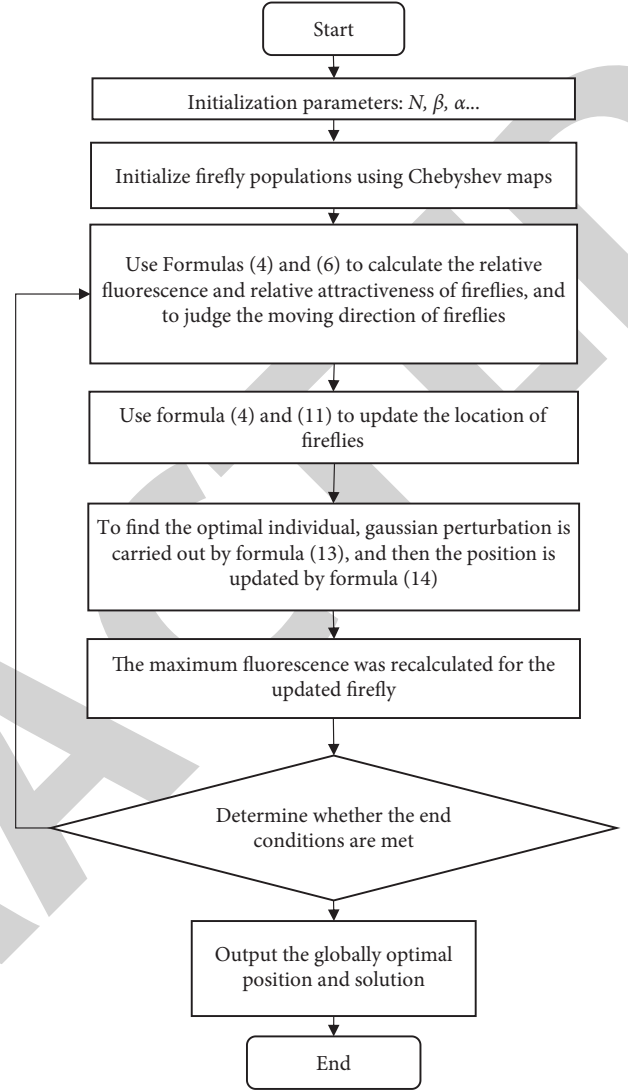 Start
Initialization parameters: N, β, α...
Initialize firefly populations using Chebyshev maps
Use Formulas (4) and (6) to calculate the relative
fluorescence and relative attractiveness of fireflies, and
to judge the moving direction of fireflies
Use formula (4) and (11) to update the location of
fireflies
To find the optimal individual, gaussian perturbation is
carried out by formula (13), and then the position is
updated by formula (14)
The maximum fluorescence was recalculated for the
updated firefly
Determine whether the end
conditions are met
Output the globally optimal
position and solution
End